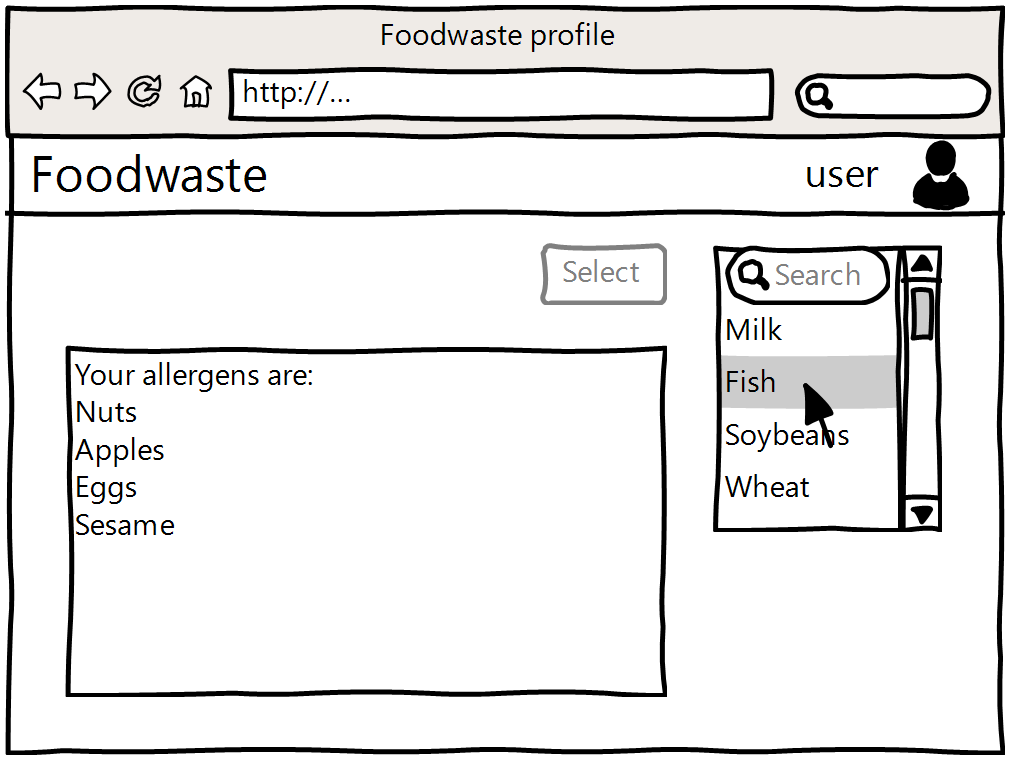 Foodwaste profile
http://...
Foodwaste
user
Select
Search
Milk
Fish
Soybeans
Wheat
Your allergens are:
Nuts
Apples
Eggs
Sesame